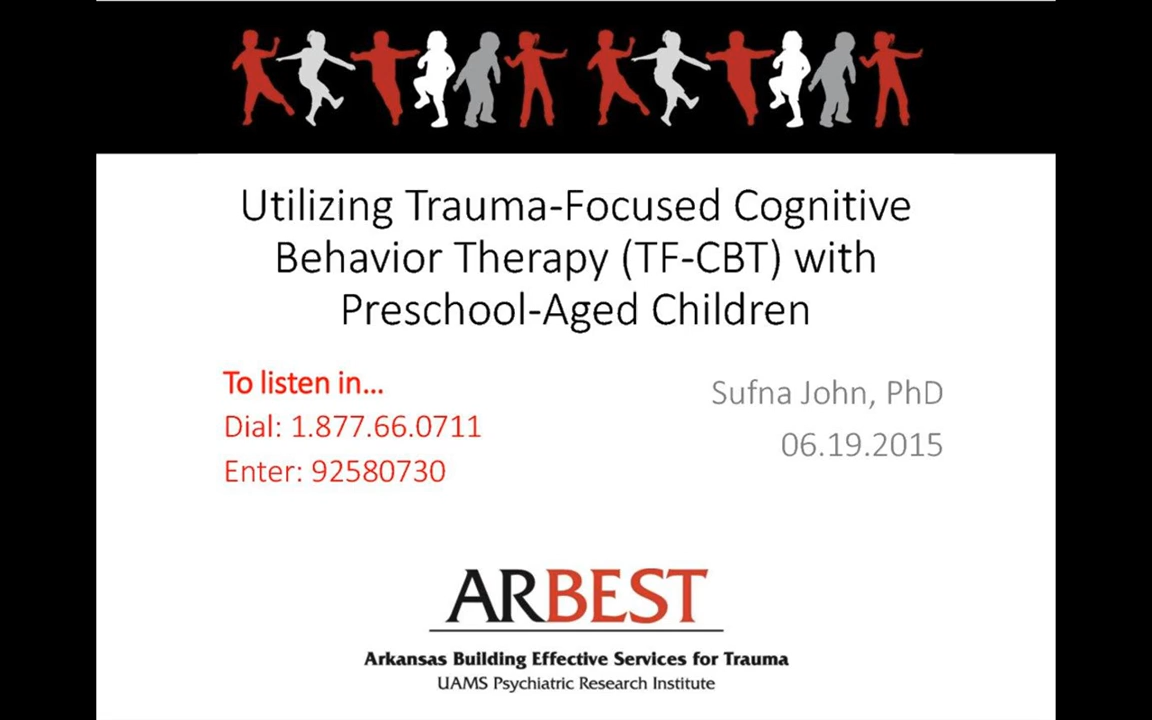 Utilizing Trauma-Focused Cognitive
Behavior Therapy (TF-CBT) with
Preschool-Aged Children
To listen in...
Dial: 1.877.66.0711
Enter: 92580730
Sufna John, PhD
06.19.2015
ARBEST
Arkansas Building Effective Services for Trauma
UAMS Psychiatric Research Institute